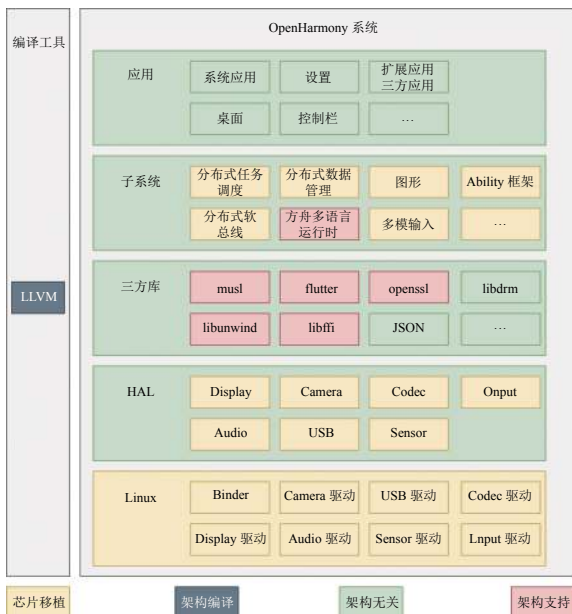 编译工具
OpenHarmony 系统
应用
系统应用
设置
扩展应用
三方应用
桌面
控制栏
…
子系统
分布式任务
调度
分布式数据
管理
图形
Ability 框架
分布式软
总线
方舟多语言
运行时
多模输入
…
LLVM
三方库
musl
flutter
openssl
libdrm
libunwind
libffi
JSON
…
HAL
Display
Camera
Codec
Onput
Audio
USB
Sensor
Linux
Binder
Camera 驱动
USB 驱动
Codec 驱动
Display 驱动
Audio 驱动
Sensor 驱动
Lnput 驱动
芯片移植
架构编译
架构无关
架构支持